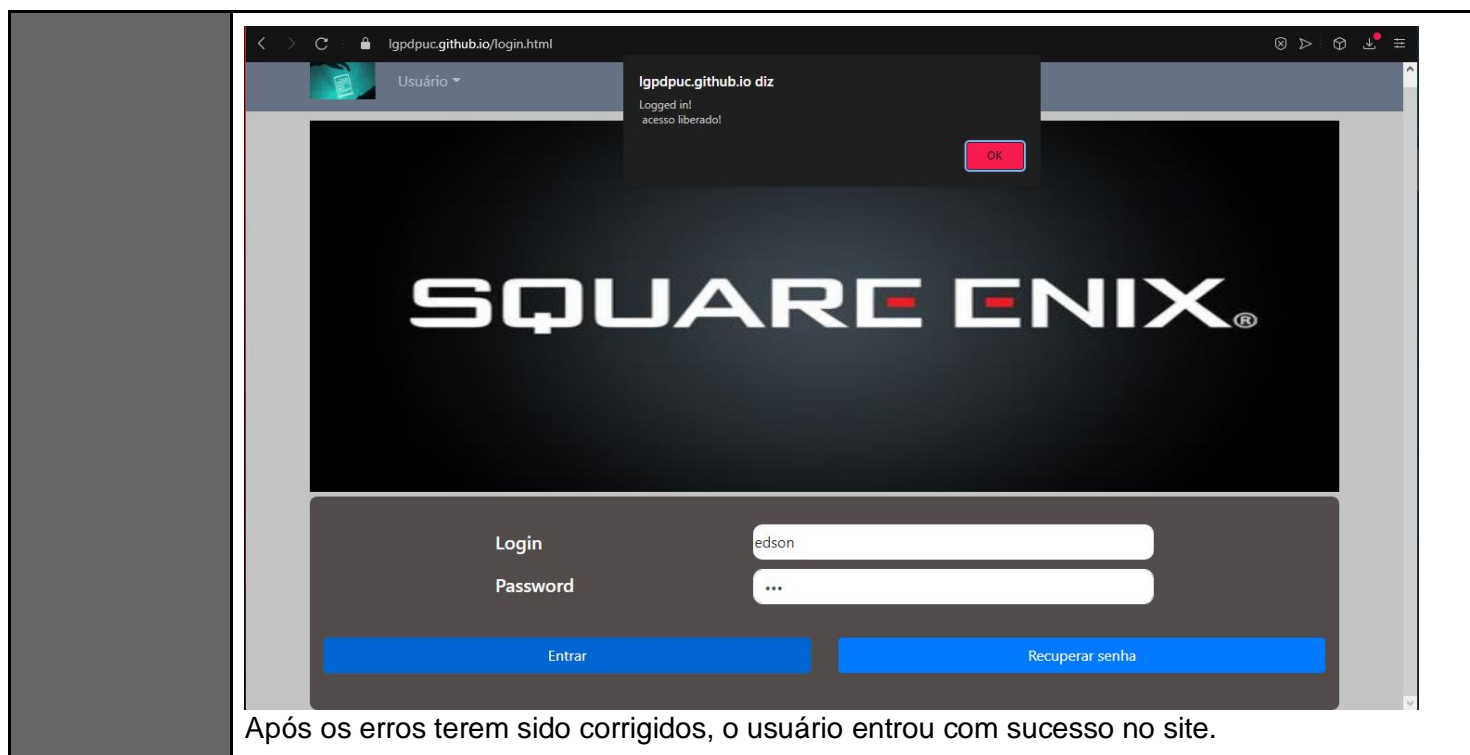 lgpdpuc.github.io/login.html
Usuário
lgpdpuc.github.io diz
Logged in!
acesso liberado!
OK
SQUARE ENIX®
Login
edson
Password
•••
Entrar
Recuperar senha
Após os erros terem sido corrigidos, o usuário entrou com sucesso no site.